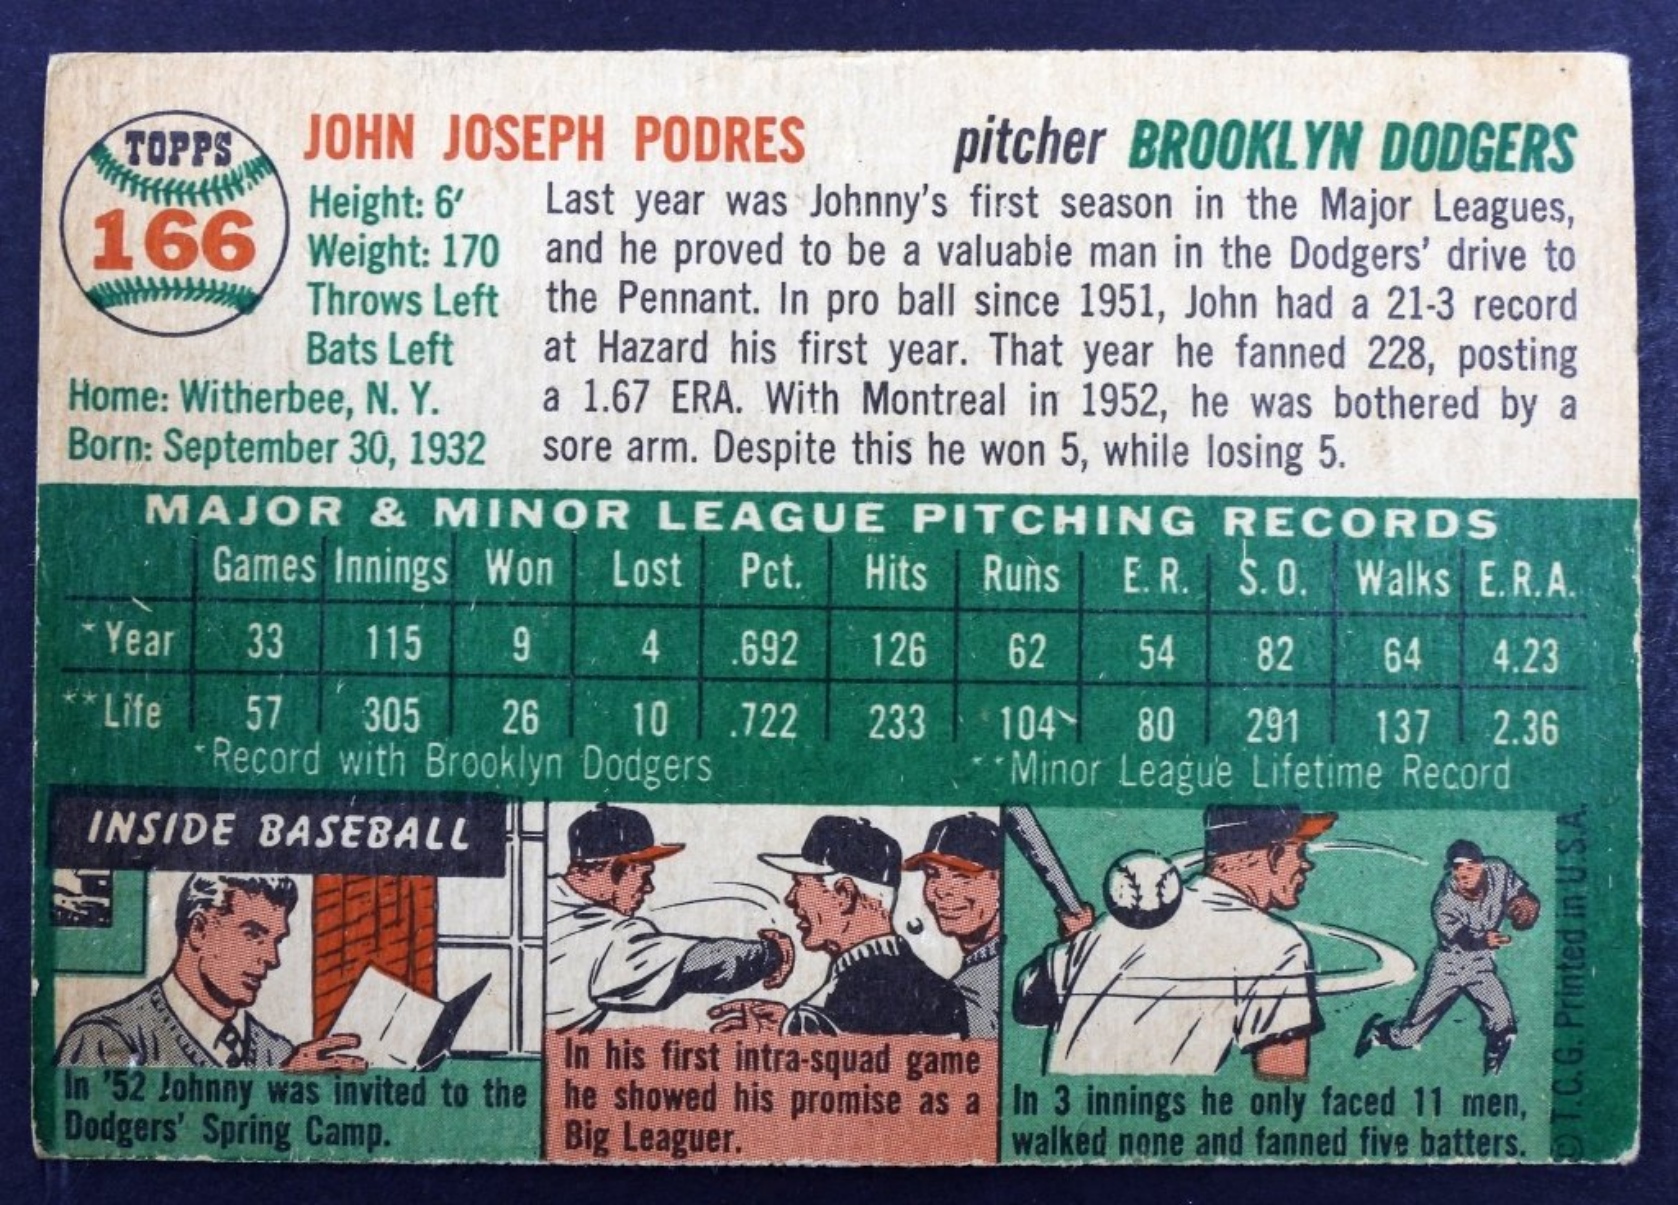 TOPPS
166
JOHN JOSEPH PODRES
pitcher BROOKLYN DODGERS
Height: 6'
Weight: 170
Throws Left
Bats Left
Home: Witherbee, N. Y.
Born: September 30, 1932
Last year was Johnny's first season in the Major Leagues,
and he proved to be a valuable man in the Dodgers' drive to
the Pennant. In pro ball since 1951, John had a 21-3 record
at Hazard his first year. That year he fanned 228, posting
a 1.67 ERA. With Montreal in 1952, he was bothered by a
sore arm. Despite this he won 5, while losing 5.
MAJOR & MINOR LEAGUE PITCHING RECORDS
Games Innings Won Lost Pct. Hits Runs E. R. S. O. Walks E.R.A.
*Year 33 115 9 4 .692 126 62 54 82 64 4.23
**Life 57 305 26 10 .722 233 104 80 291 137 2.36
*Record with Brooklyn Dodgers **Minor League Lifetime Record
INSIDE BASEBALL
In '52 Johnny was invited to the
Dodgers' Spring Camp.
In his first intra-squad game
he showed his promise as a
Big Leaguer.
In 3 innings he only faced 11 men,
walked none and fanned five batters.
© T.C.G. Printed in U.S.A.